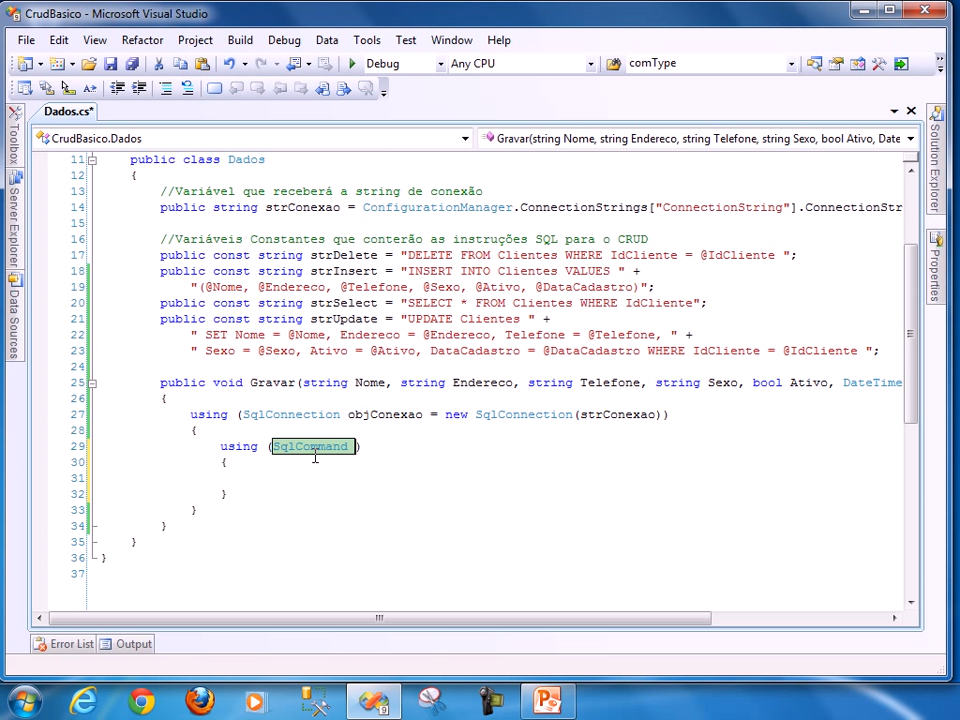 CrudBasico - Microsoft Visual Studio
File Edit View Refactor Project Build Debug Data Tools Test Window Help
Debug Any CPU comType
Dados.cs*
CrudBasico.Dados Gravar(string Nome, string Endereco, string Telefone, string Sexo, bool Ativo, Date
Toolbox
Server Explorer
Data Sources
11 public class Dados
12 {
13 //Variável que receberá a string de conexão
14 public string strConexao = ConfigurationManager.ConnectionStrings["ConnectionString"].ConnectionStr
15
16 //Variáveis Constantes que conterão as instruções SQL para o CRUD
17 public const string strDelete = "DELETE FROM Clientes WHERE IdCliente = @IdCliente ";
18 public const string strInsert = "INSERT INTO Clientes VALUES " +
19 "(@Nome, @Endereco, @Telefone, @Sexo, @Ativo, @DataCadastro)";
20 public const string strSelect = "SELECT * FROM Clientes WHERE IdCliente";
21 public const string strUpdate = "UPDATE Clientes " +
22 " SET Nome = @Nome, Endereco = @Endereco, Telefone = @Telefone, " +
23 " Sexo = @Sexo, Ativo = @Ativo, DataCadastro = @DataCadastro WHERE IdCliente = @IdCliente ";
24
25 public void Gravar(string Nome, string Endereco, string Telefone, string Sexo, bool Ativo, DateTime
26 {
27 using (SqlConnection objConexao = new SqlConnection(strConexao))
28 {
29 using (SqlCommand )
30 {
31
32 }
33 }
34 }
35 }
36 }
37
Solution Explorer
Properties
Error List Output